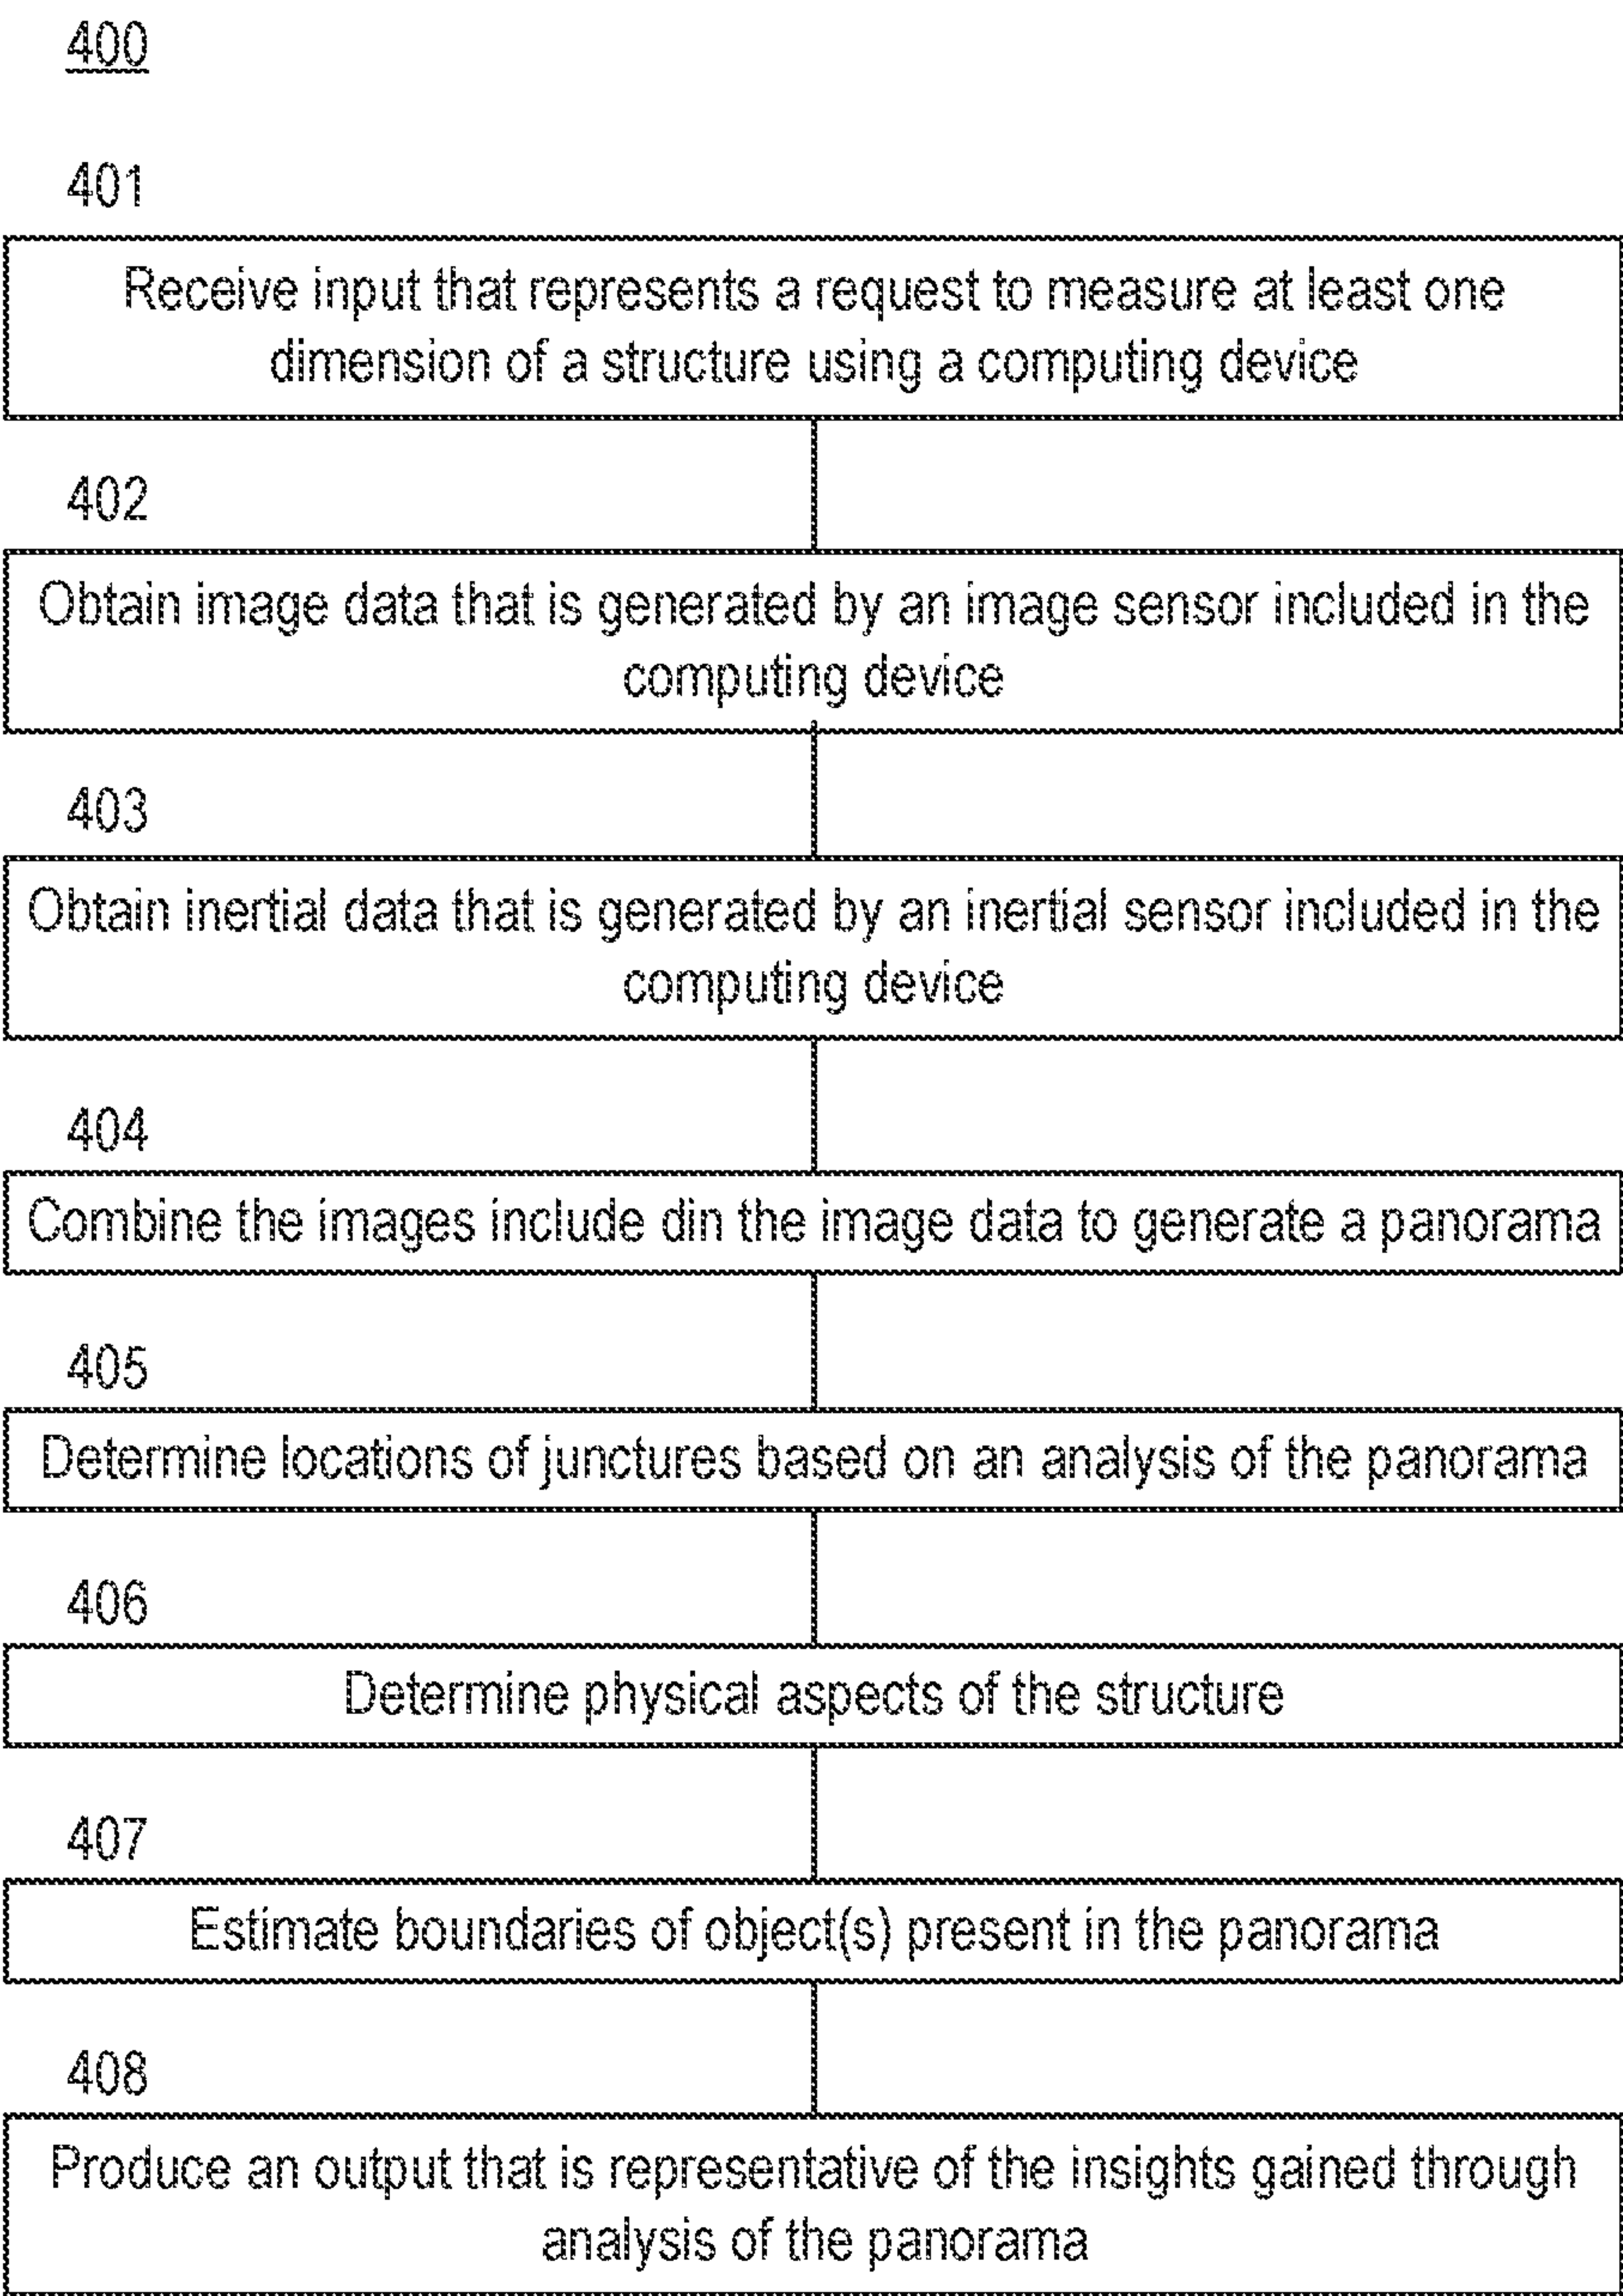 400
401
Receive input that represents a request to measure at least one
dimension of a structure using a computing device
402
Obtain image data that is generated by an image sensor included in the
computing device
403
Obtain inertial data that is generated by an inertial sensor included in the
computing device
404
Combine the images include din the image data to generate a panorama
405
Determine locations of junctures based on an analysis of the panorama
406
Determine physical aspects of the structure
407
Estimate boundaries of object(s) present in the panorama
408
Produce an output that is representative of the insights gained through
analysis of the panorama